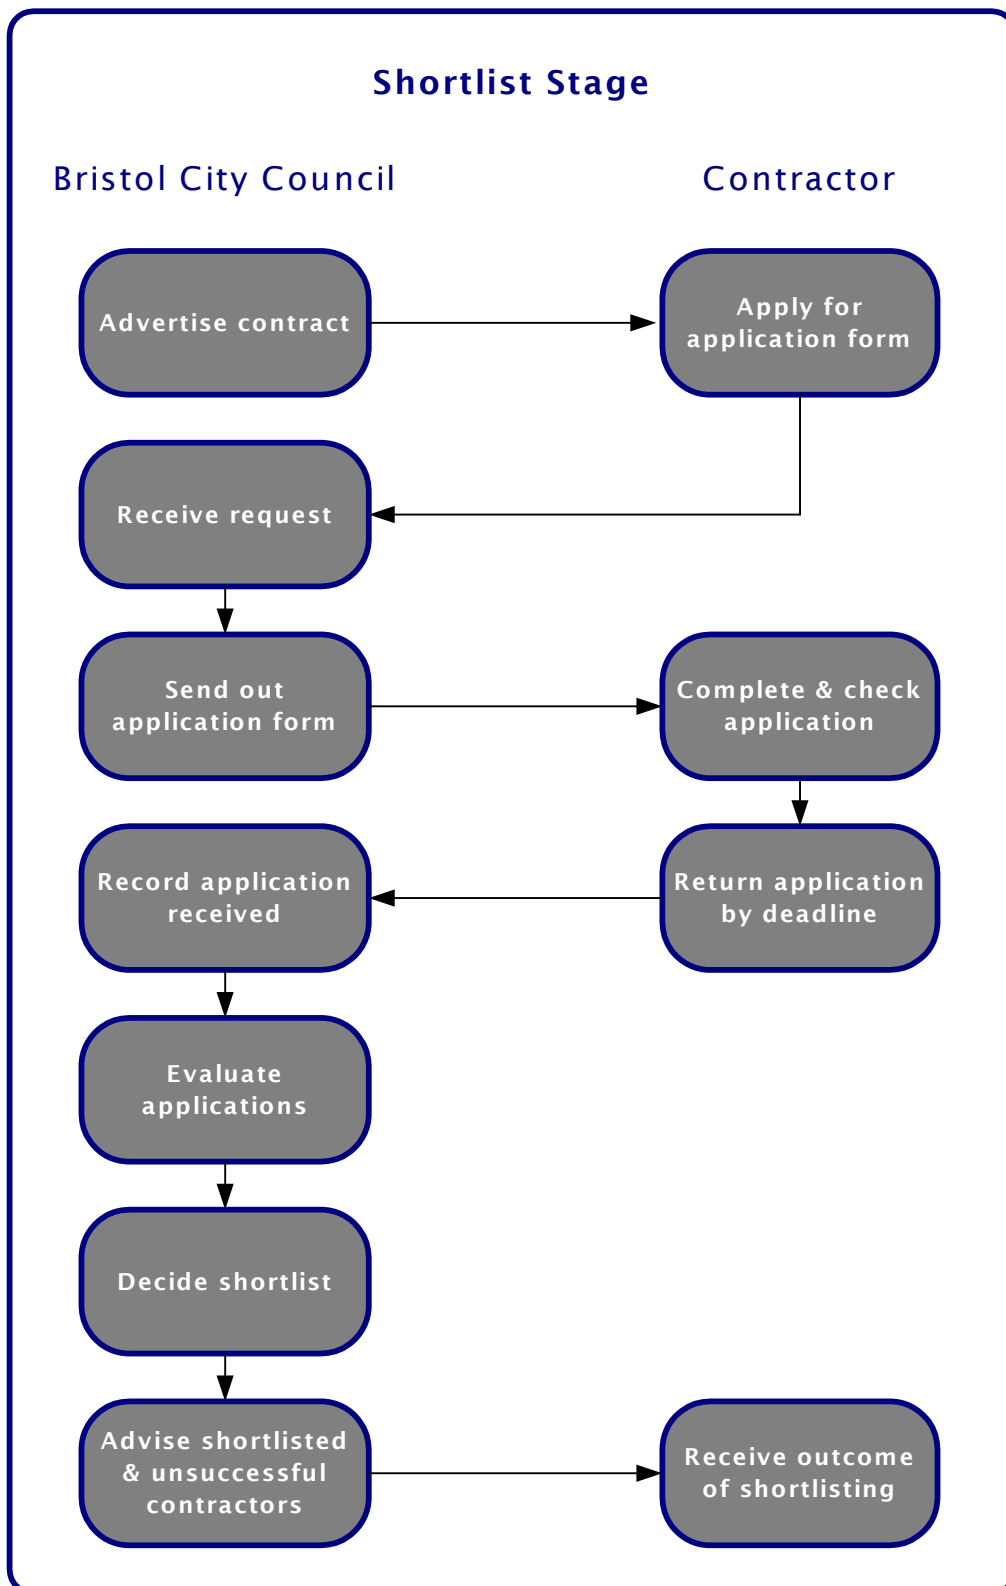 Shortlist Stage
Bristol City Council
Contractor
Advertise contract
Apply for
application form
Receive request
Send out
application form
Complete & check
application
Record application
received
Return application
by deadline
Evaluate
applications
Decide shortlist
Advise shortlisted
& unsuccessful
contractors
Receive outcome
of shortlisting